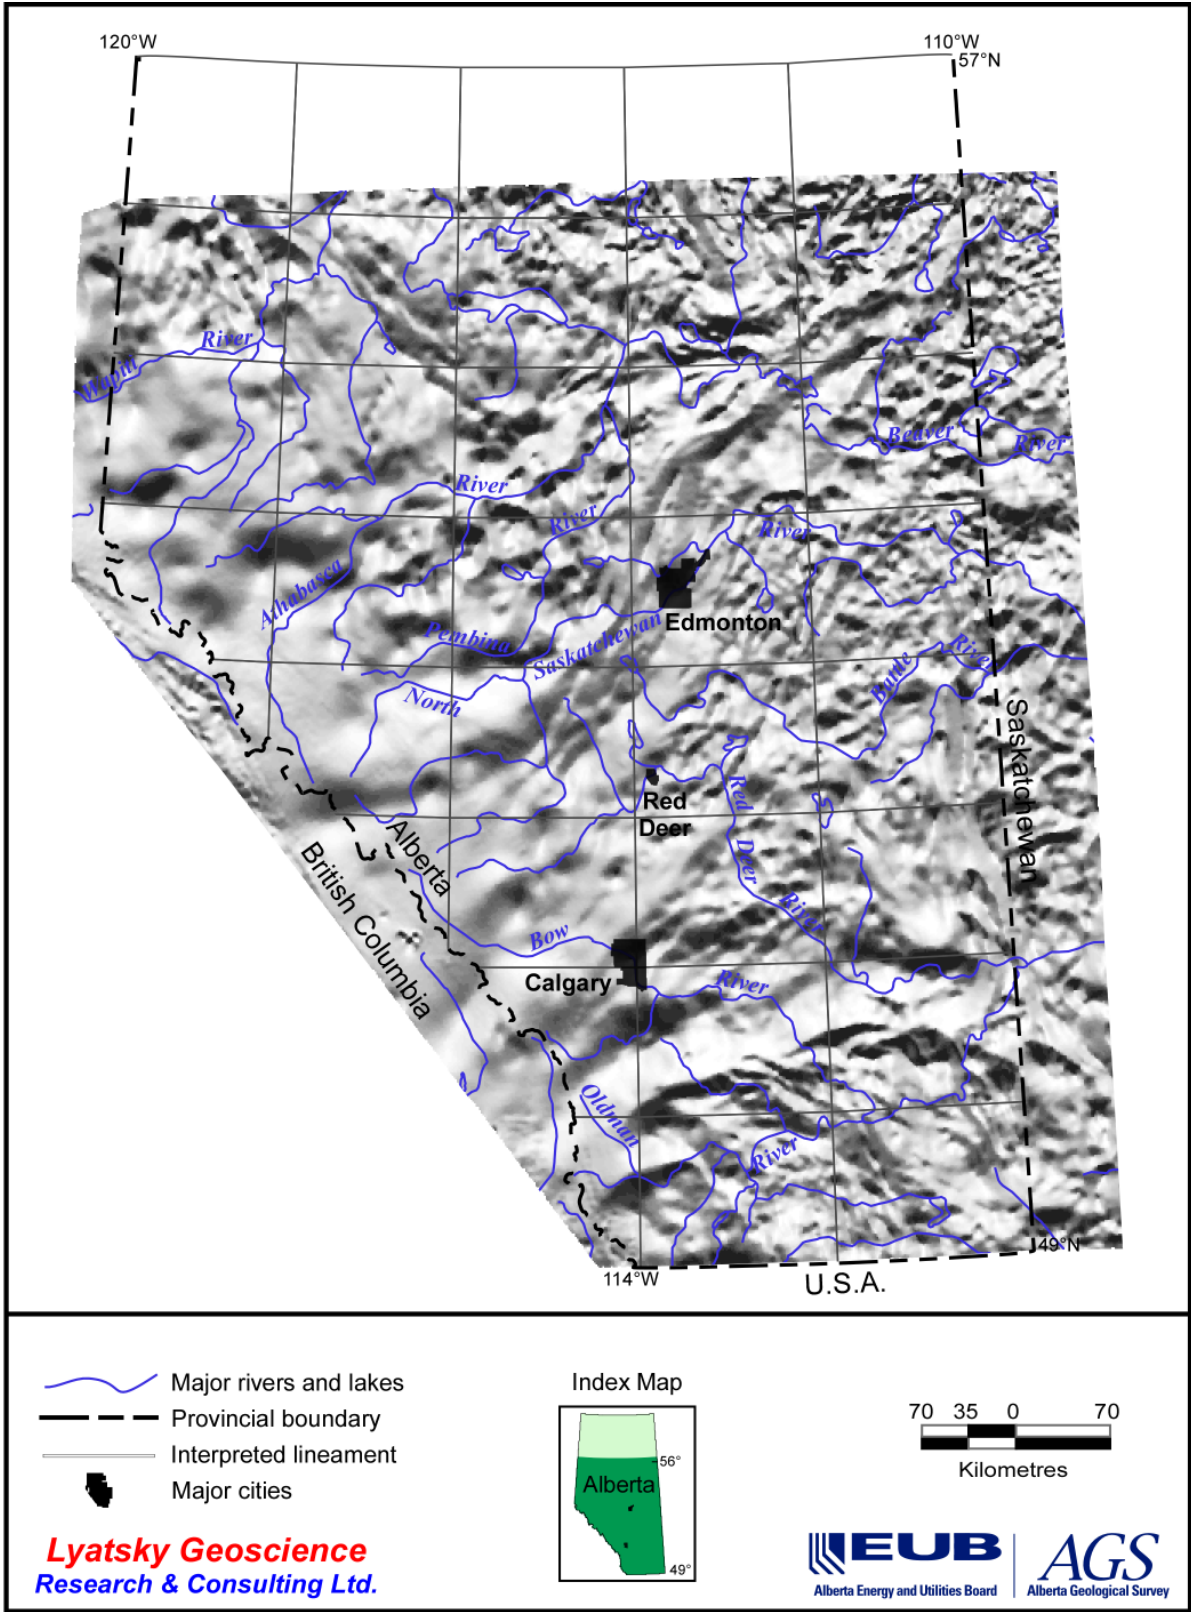 120°W
110°W
57°N
River
Wapiti
Beaver
River
River
River
River
Athabasca
Edmonton
Pembina
Saskatchewan
River
Battle
North
Saskatchewan
Red
Deer
Red
Deer
River
Alberta
British Columbia
Bow
Calgary
River
Oldman
River
49°N
114°W
U.S.A.
Major rivers and lakes
Provincial boundary
Interpreted lineament
Major cities
Index Map
56°
Alberta
49°
70 35 0 70
Kilometres
Lyatsky Geoscience
Research & Consulting Ltd.
EUB
Alberta Energy and Utilities Board
AGS
Alberta Geological Survey